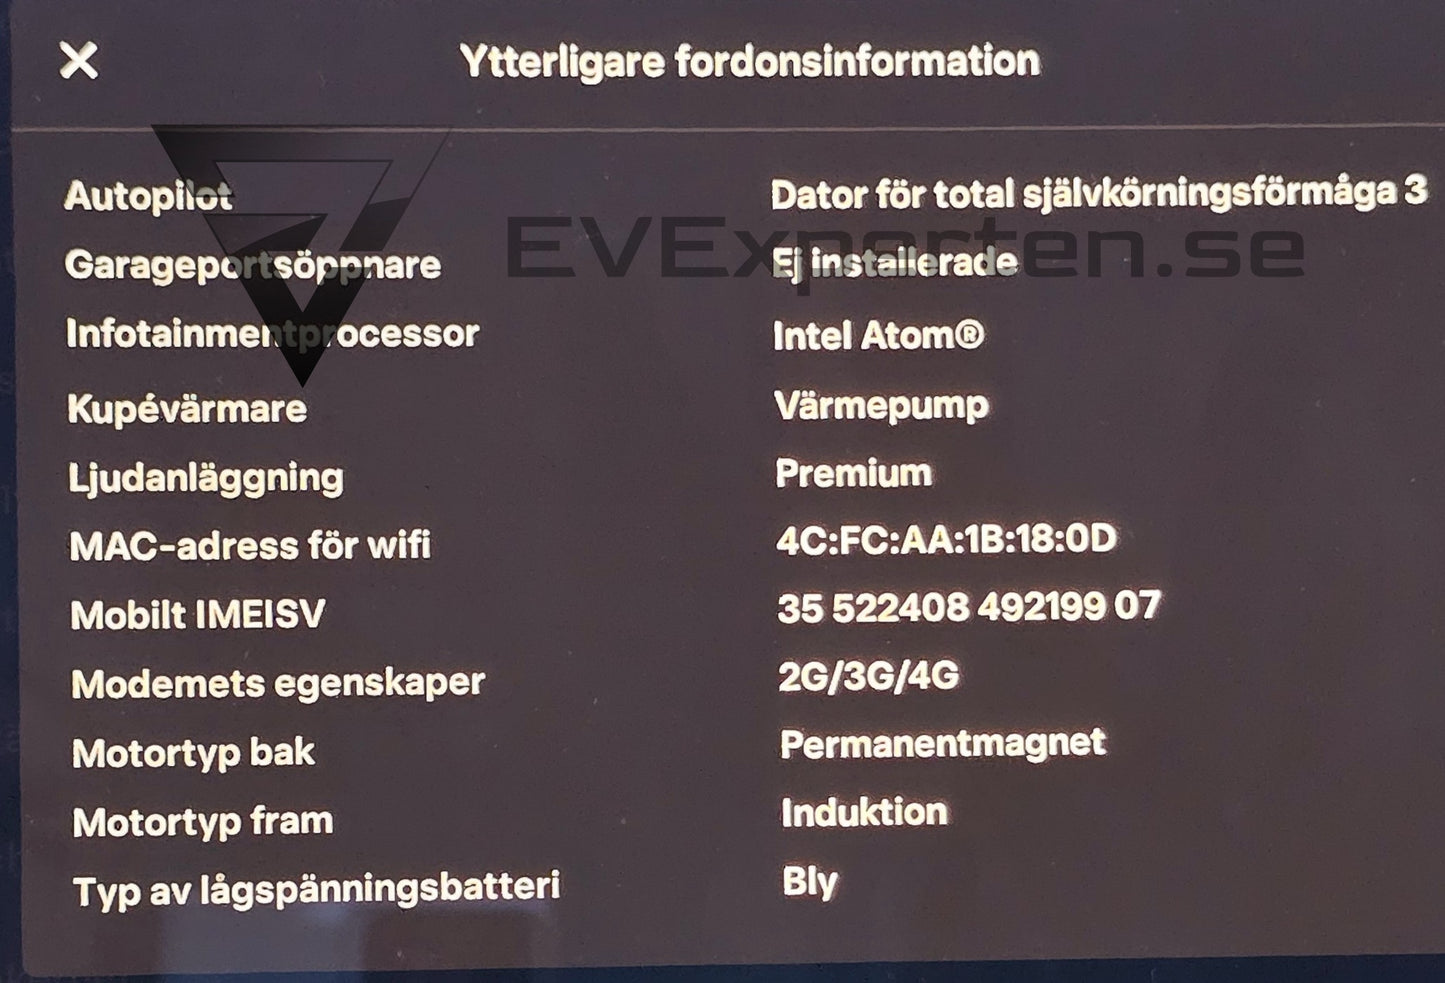 Ytterligare fordonsinformation
Autopilot Dator för total självkörningsförmåga 3
EVExperten.se
Garageportsöppnare Ej installerade
Infotainmentprocessor Intel Atom®
Kupévärmare Värmepump
Ljudanläggning Premium
MAC-adress för wifi 4C:FC:AA:1B:18:0D
Mobilt IMEISV 35 522408 492199 07
Modemets egenskaper 2G/3G/4G
Motortyp bak Permanentmagnet
Motortyp fram Induktion
Typ av lågspänningsbatteri Bly